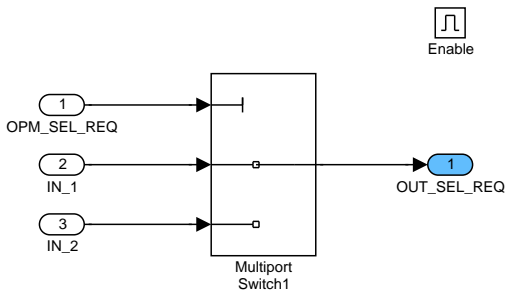 Enable
1
OPM_SEL_REQ
2
IN_1
1
OUT_SEL_REQ
3
IN_2
Multiport
Switch1